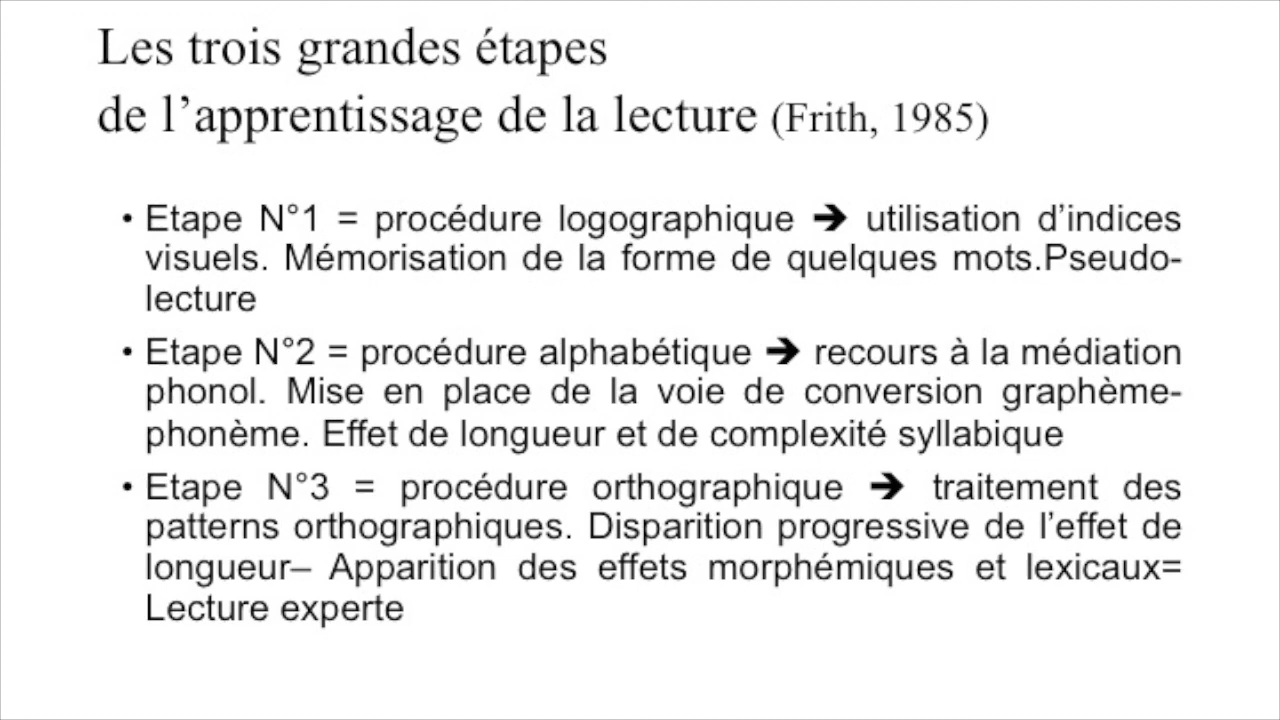 Les trois grandes étapes
de l’apprentissage de la lecture (Frith, 1985)
• Etape N°1 = procédure logographique ➔ utilisation d’indices
visuels. Mémorisation de la forme de quelques mots.Pseudo-
lecture
• Etape N°2 = procédure alphabétique ➔ recours à la médiation
phonol. Mise en place de la voie de conversion graphème-
phonème. Effet de longueur et de complexité syllabique
• Etape N°3 = procédure orthographique ➔ traitement des
patterns orthographiques. Disparition progressive de l’effet de
longueur– Apparition des effets morphémiques et lexicaux=
Lecture experte